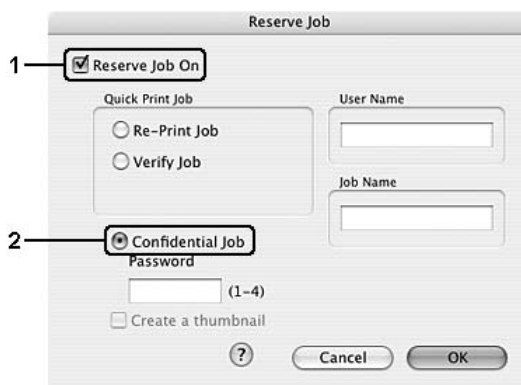 Reserve Job
1
Reserve Job On
Quick Print Job
Re-Print Job
Verify Job
User Name
Job Name
2
Confidential Job
Password
(1-4)
Create a thumbnail
?
Cancel
OK